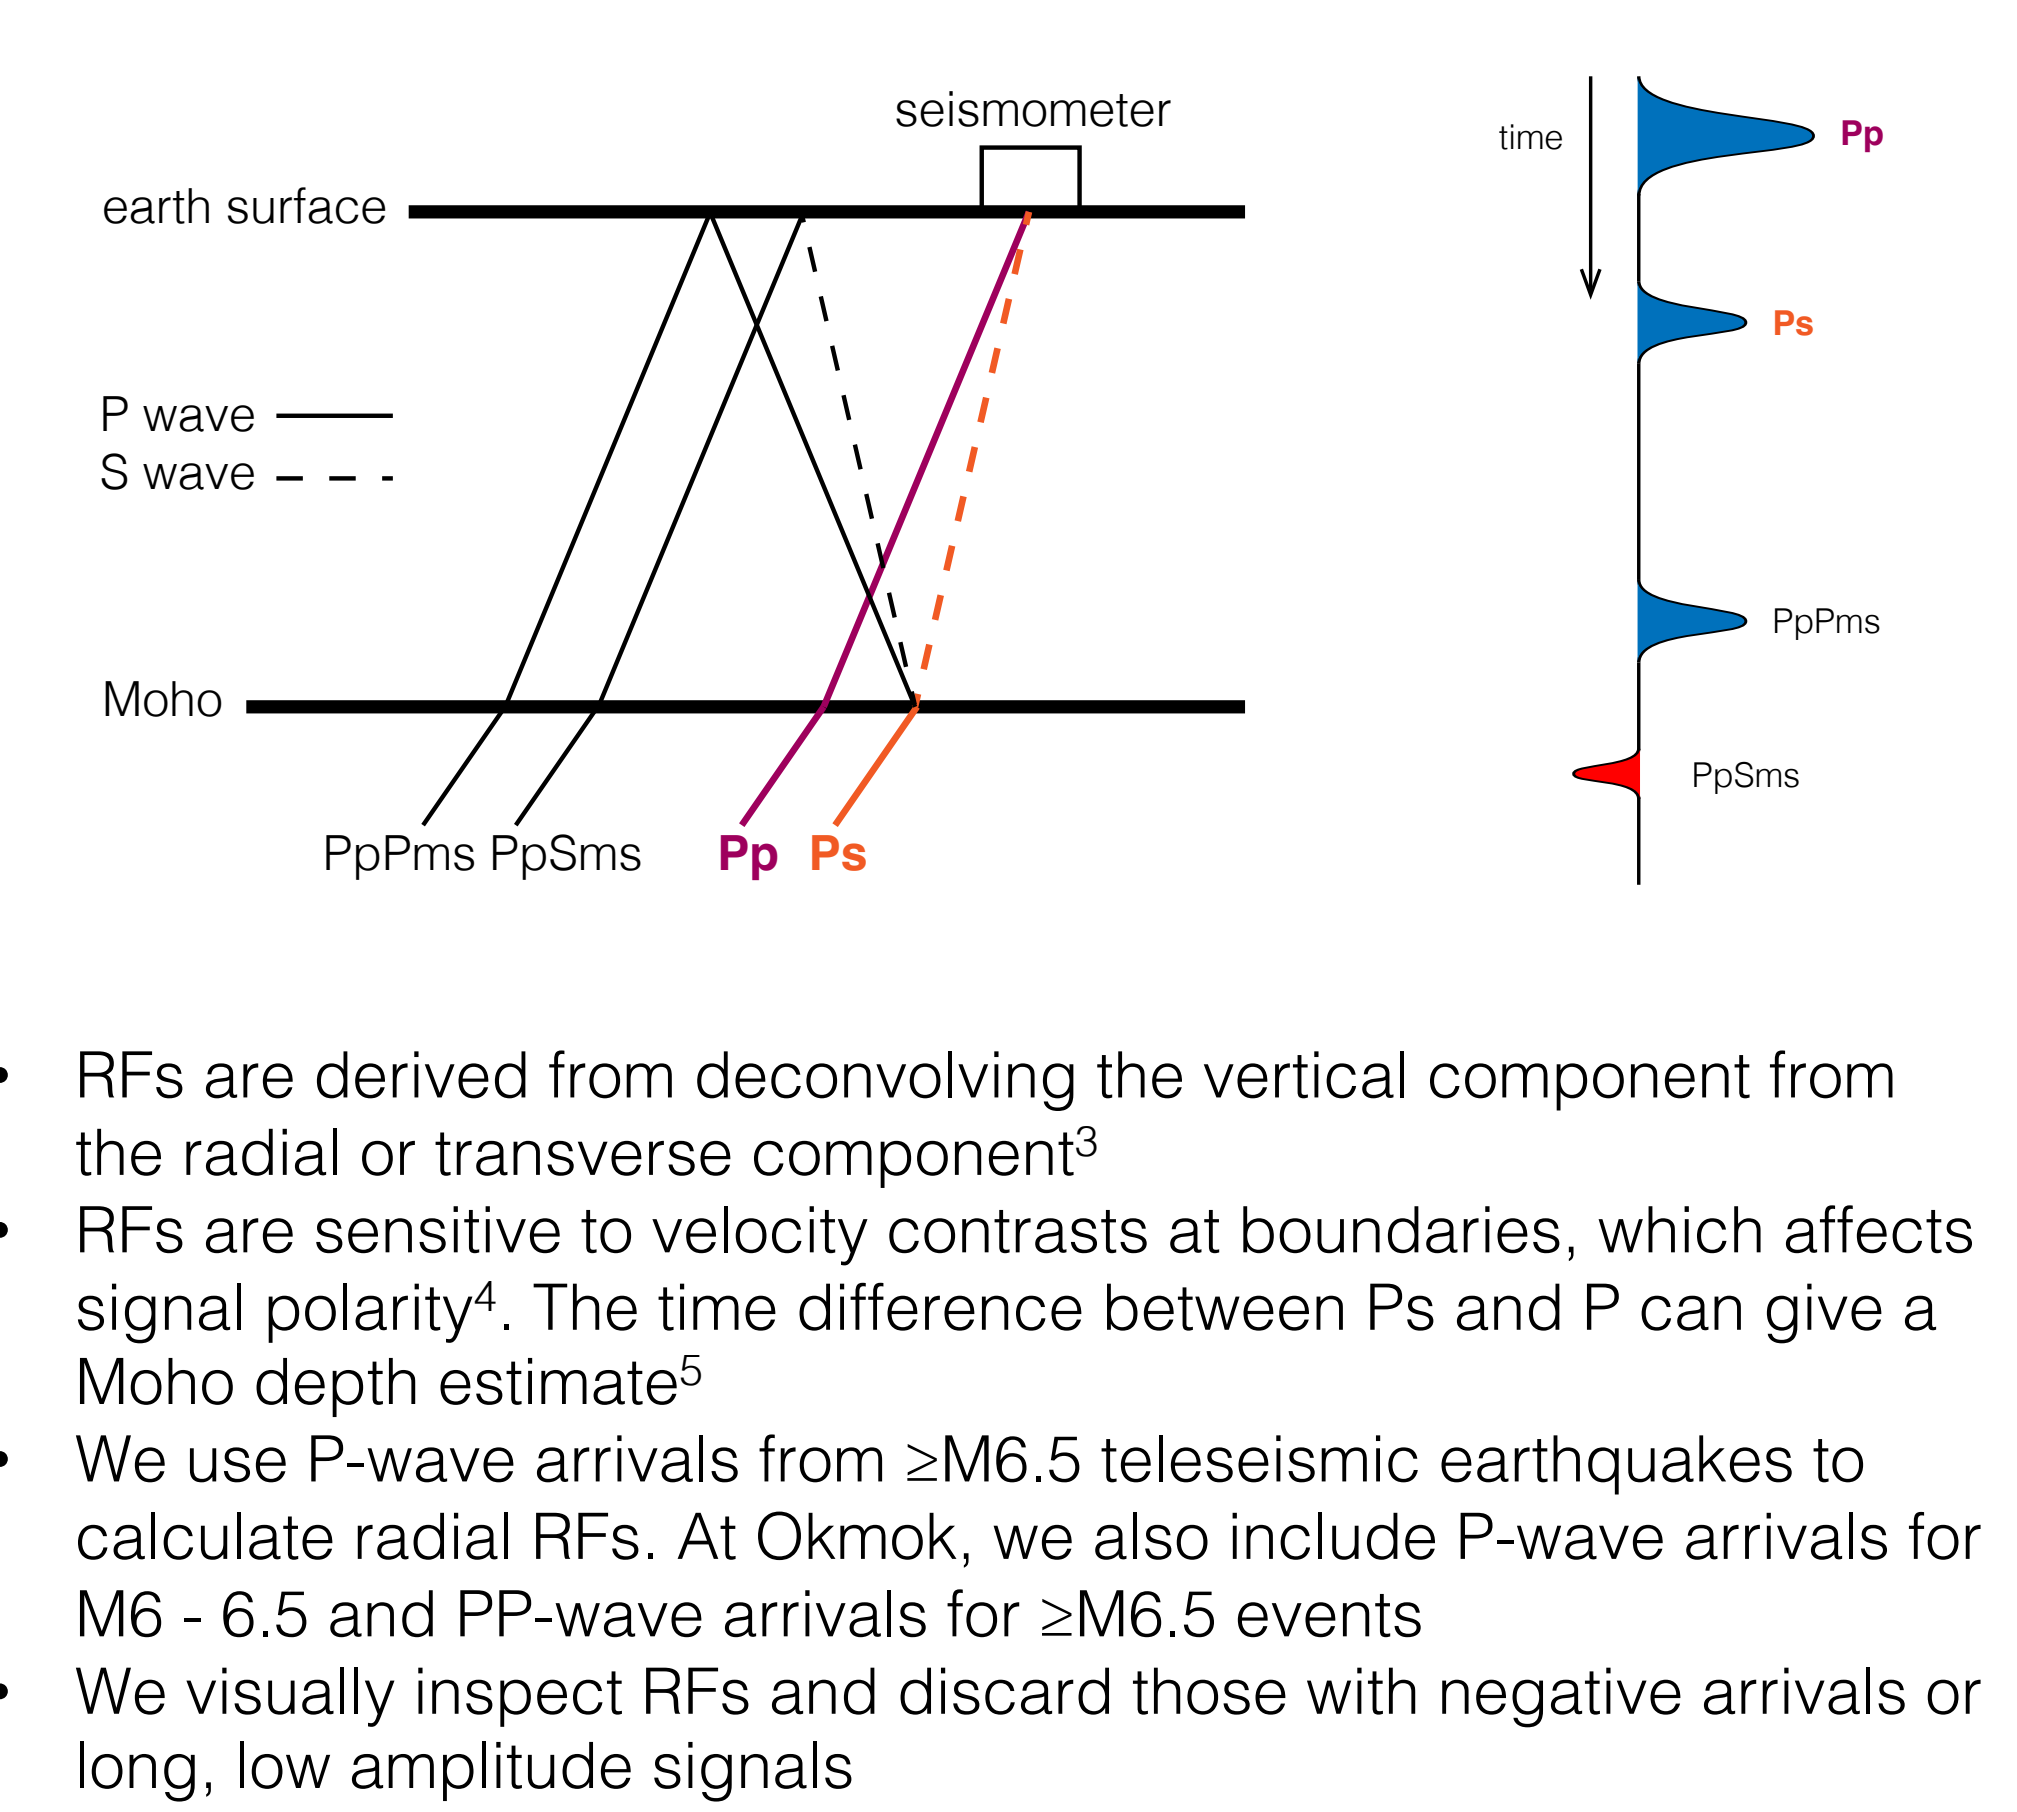 seismometer
earth surface
P wave
S wave
Moho
PpPms PpSms Pp Ps
time
Pp
Ps
PpPms
PpSms
• RFs are derived from deconvolving the vertical component from
the radial or transverse component³
• RFs are sensitive to velocity contrasts at boundaries, which affects
signal polarity⁴. The time difference between Ps and P can give a
Moho depth estimate⁵
• We use P-wave arrivals from ≥M6.5 teleseismic earthquakes to
calculate radial RFs. At Okmok, we also include P-wave arrivals for
M6 - 6.5 and PP-wave arrivals for ≥M6.5 events
• We visually inspect RFs and discard those with negative arrivals or
long, low amplitude signals